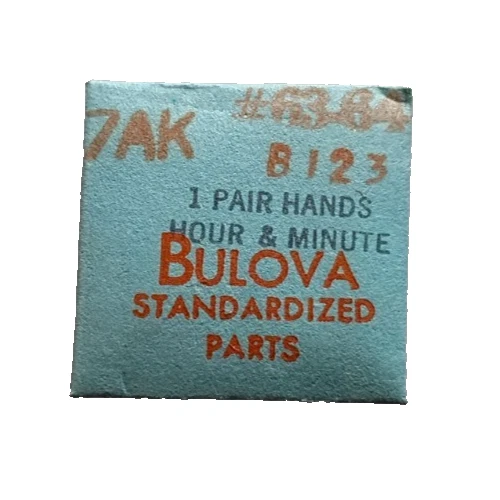 #63-64
7AK
B123
1 PAIR HANDS
HOUR & MINUTE
BULOVA
STANDARDIZED
PARTS